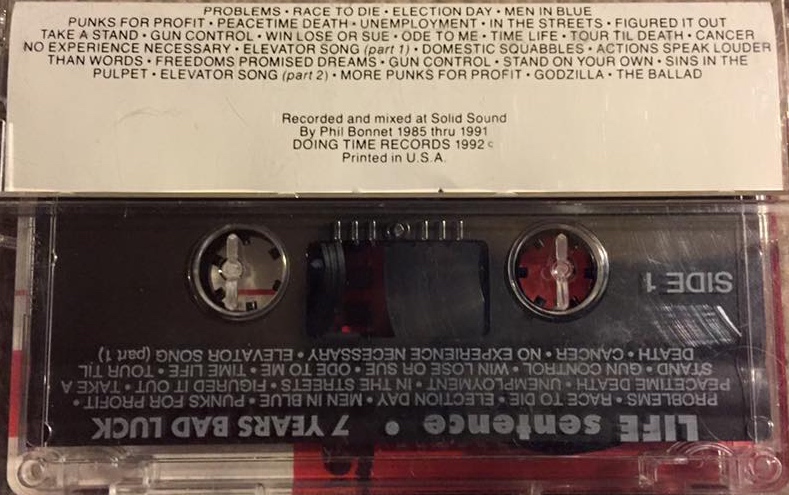 PROBLEMS • RACE TO DIE • ELECTION DAY • MEN IN BLUE
PUNKS FOR PROFIT • PEACETIME DEATH • UNEMPLOYMENT • IN THE STREETS • FIGURED IT OUT
TAKE A STAND • GUN CONTROL • WIN LOSE OR SUE • ODE TO ME • TIME LIFE • TOUR TIL DEATH • CANCER
NO EXPERIENCE NECESSARY • ELEVATOR SONG (part 1) • DOMESTIC SQUABBLES • ACTIONS SPEAK LOUDER
THAN WORDS • FREEDOMS PROMISED DREAMS • GUN CONTROL • STAND ON YOUR OWN • SINS IN THE
PULPET • ELEVATOR SONG (part 2) • MORE PUNKS FOR PROFIT • GODZILLA • THE BALLAD
Recorded and mixed at Solid Sound
By Phil Bonnet 1985 thru 1991
DOING TIME RECORDS 1992 c
Printed in U.S.A.
LIFE sentence • 7 YEARS BAD LUCK
PROBLEMS • RACE TO DIE • ELECTION DAY • MEN IN BLUE • PUNKS FOR PROFIT •
PEACETIME DEATH • UNEMPLOYMENT • IN THE STREETS • FIGURED IT OUT • TAKE A
STAND • GUN CONTROL • WIN LOSE OR SUE • ODE TO ME • TIME LIFE • TOUR TIL
DEATH • CANCER • NO EXPERIENCE NECESSARY • ELEVATOR SONG (part 1)
SIDE 1